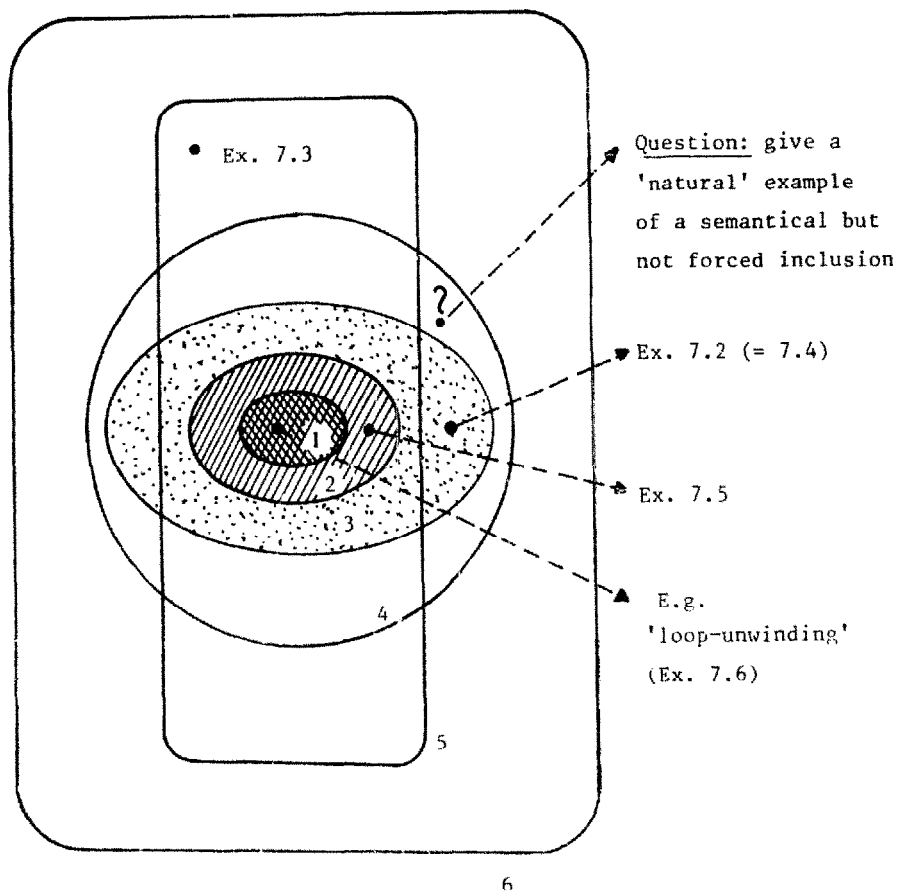 Ex. 7.3
Question: give a
'natural' example
of a semantical but
not forced inclusion
?
Ex. 7.2 (= 7.4)
1
2
3
Ex. 7.5
4
E.g.
'loop-unwinding'
(Ex. 7.6)
5
6